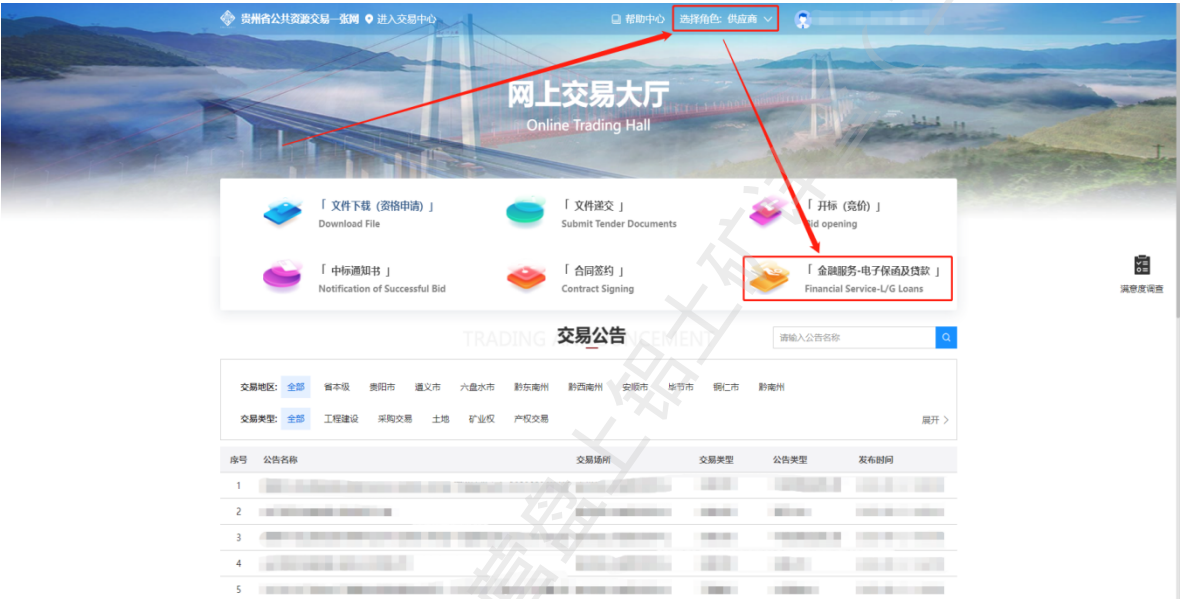 贵州省公共资源交易一张网 进入交易中心 帮助中心 选择角色: 供应商
网上交易大厅
Online Trading Hall
「 文件下载 (资格申请) 」 「 文件递交 」 「 开标 (竞价) 」
Download File Submit Tender Documents Bid opening
「 中标通知书 」 「 合同签约 」 「 金融服务-电子保函及贷款 」
Notification of Successful Bid Contract Signing Financial Service-L/G Loans
满意度调查
交易公告 请输入公告名称
交易地区: 全部 省本级 贵阳市 遵义市 六盘水市 黔东南州 黔西南州 安顺市 毕节市 铜仁市 黔南州
交易类型: 全部 工程建设 采购交易 土地 矿业权 产权交易 展开
序号 公告名称 交易场所 交易类型 公告类型 发布时间
1
2
3
4
5